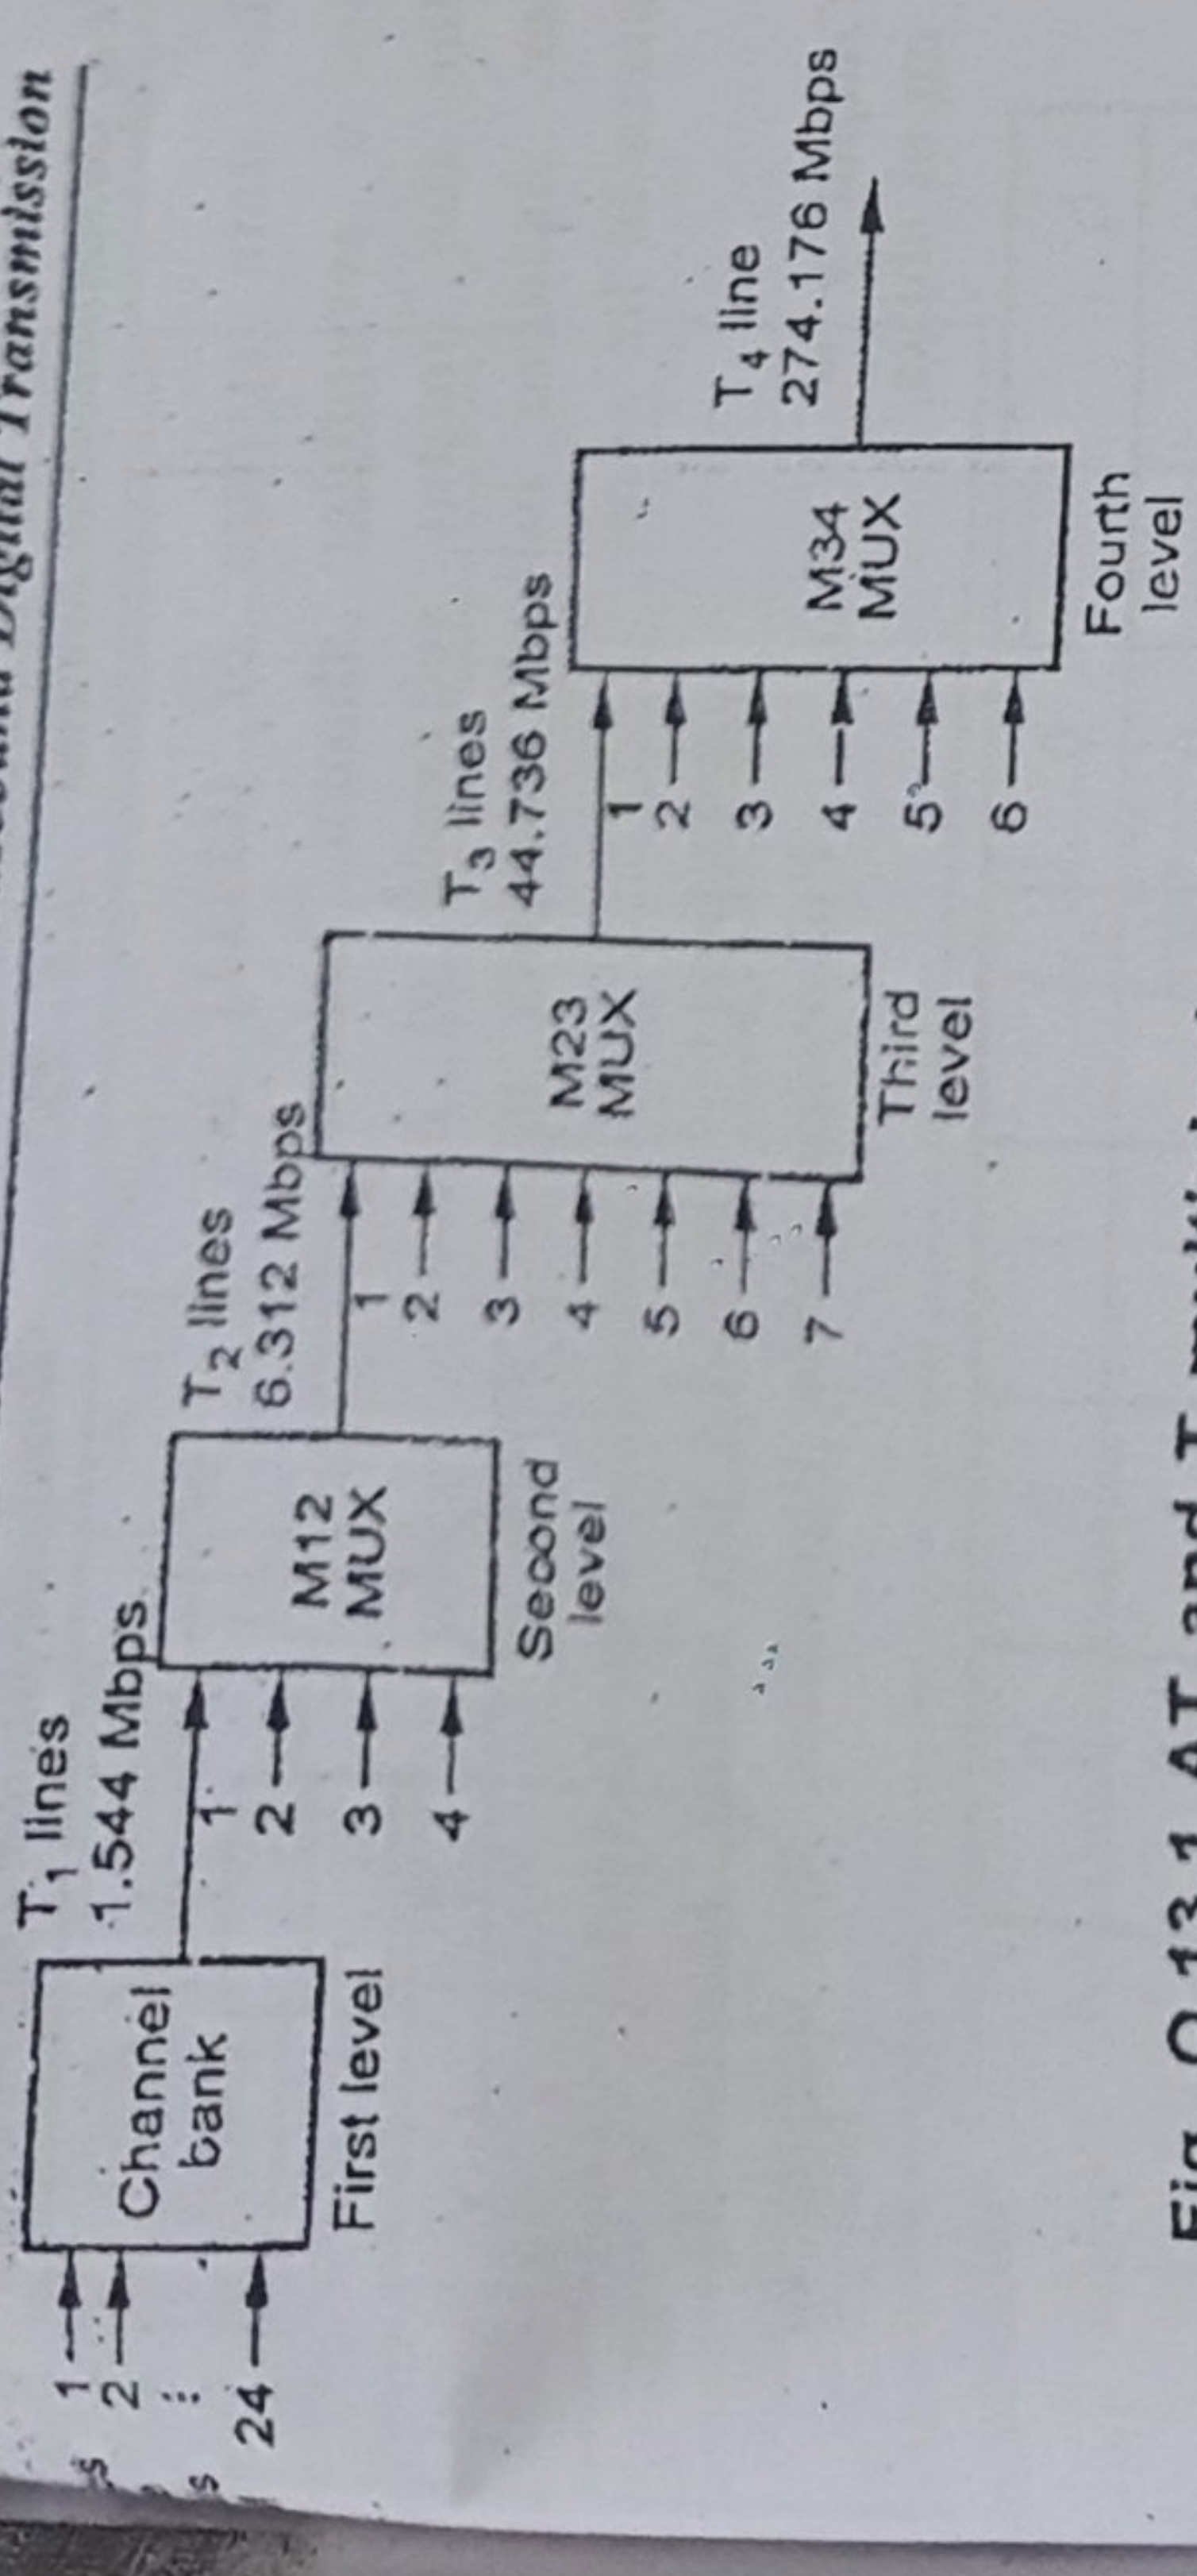 Digital Transmission
T1 lines
1.544 Mbps
T2 lines
6.312 Mbps
T3 lines
44.736 Mbps
T4 line
274.176 Mbps
1
2
⋮
24
s
s
Channel
bank
First level
1
2
3
4
M12
MUX
Second
level
1
2
3
4
5
6
7
M23
MUX
Third
level
1
2
3
4
5
6
M34
MUX
Fourth
level
Fig. Q.13.1 AT and T